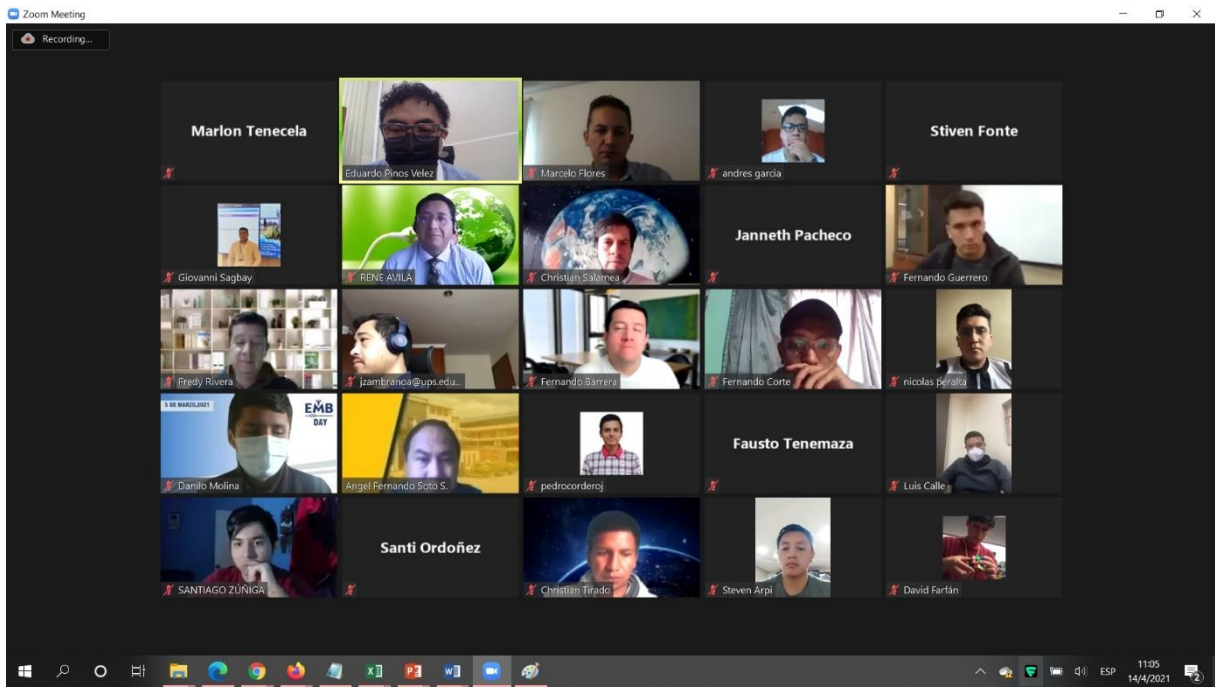 Zoom Meeting
Recording...
Marlon Tenecela
Eduardo Pinos Velez
Marcelo Flores
andres garcia
Stiven Fonte
Giovanni Sagbay
RENE AVILA
Christian Salamea
Janneth Pacheco
Fernando Guerrero
Fredy Rivera
jzambranoa@ups.edu...
Fernando Barrera
Fernando Corte
nicolas peralta
5 DE MARZO,2021
EMB
DAY
Danilo Molina
Angel Fernando Soto S.
pedrocorderoj
Fausto Tenemaza
Luis Calle
SANTIAGO ZÚÑIGA
Santi Ordoñez
Christian Tirado
Steven Arpi
David Farfán
ESP
11:05
14/4/2021
2